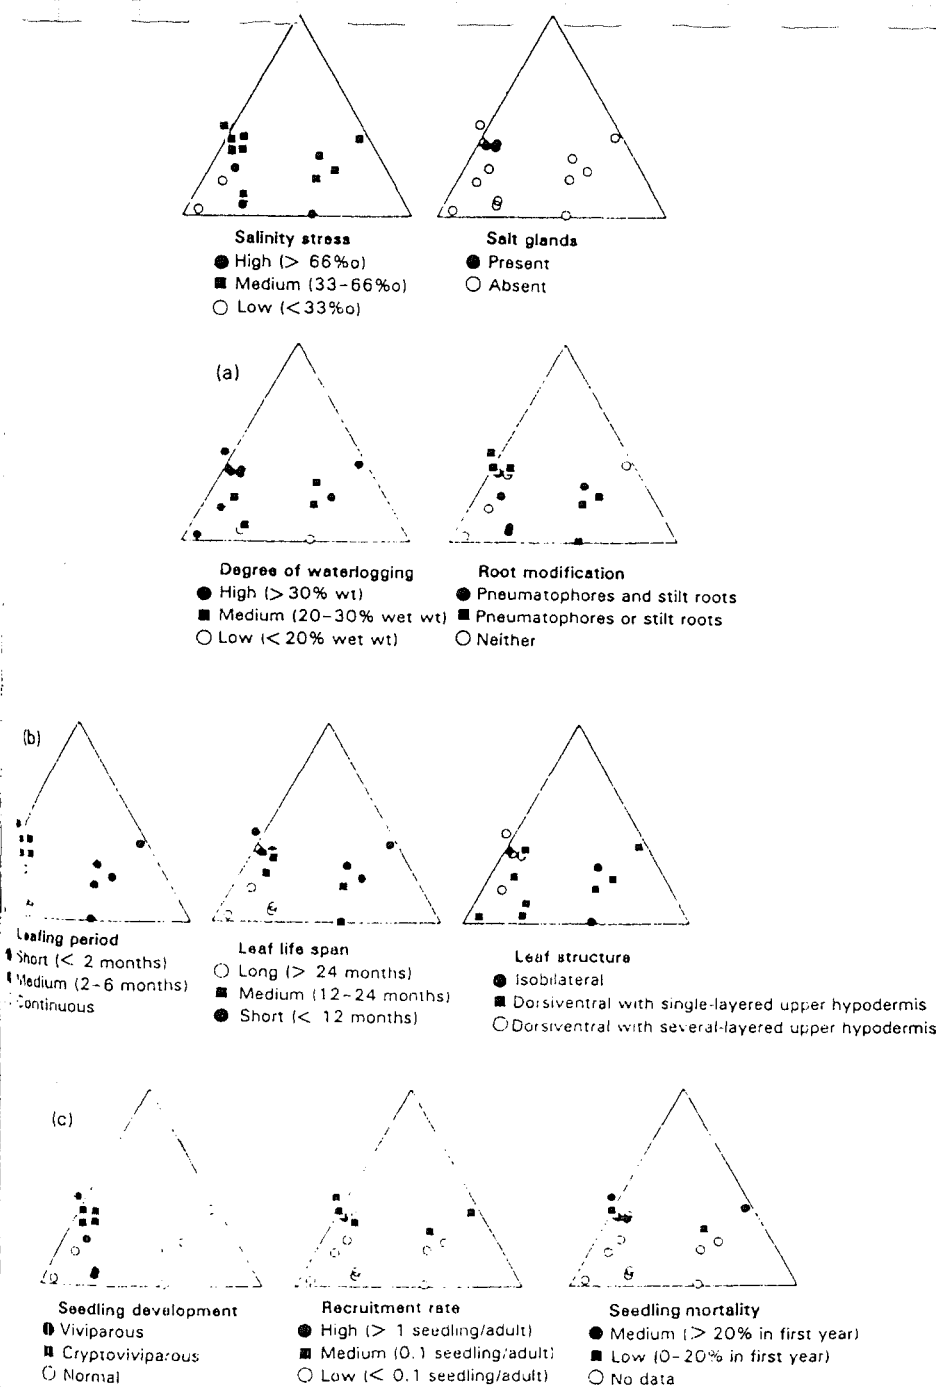 Salinity stress
High (> 66%o)
Medium (33-66%o)
Low (<33%o)
Salt glands
Present
Absent
(a)
Degree of waterlogging
High (> 30% wt)
Medium (20-30% wet wt)
Low (< 20% wet wt)
Root modification
Pneumatophores and stilt roots
Pneumatophores or stilt roots
Neither
(b)
Leafing period
Short (< 2 months)
Medium (2-6 months)
Continuous
Leaf life span
Long (> 24 months)
Medium (12-24 months)
Short (< 12 months)
Leaf structure
Isobilateral
Dorsiventral with single-layered upper hypodermis
Dorsiventral with several-layered upper hypodermis
(c)
Seedling development
Viviparous
Cryptoviviparous
Normal
Recruitment rate
High (> 1 seedling/adult)
Medium (0.1 seedling/adult)
Low (< 0.1 seedling/adult)
Seedling mortality
Medium (> 20% in first year)
Low (0-20% in first year)
No data